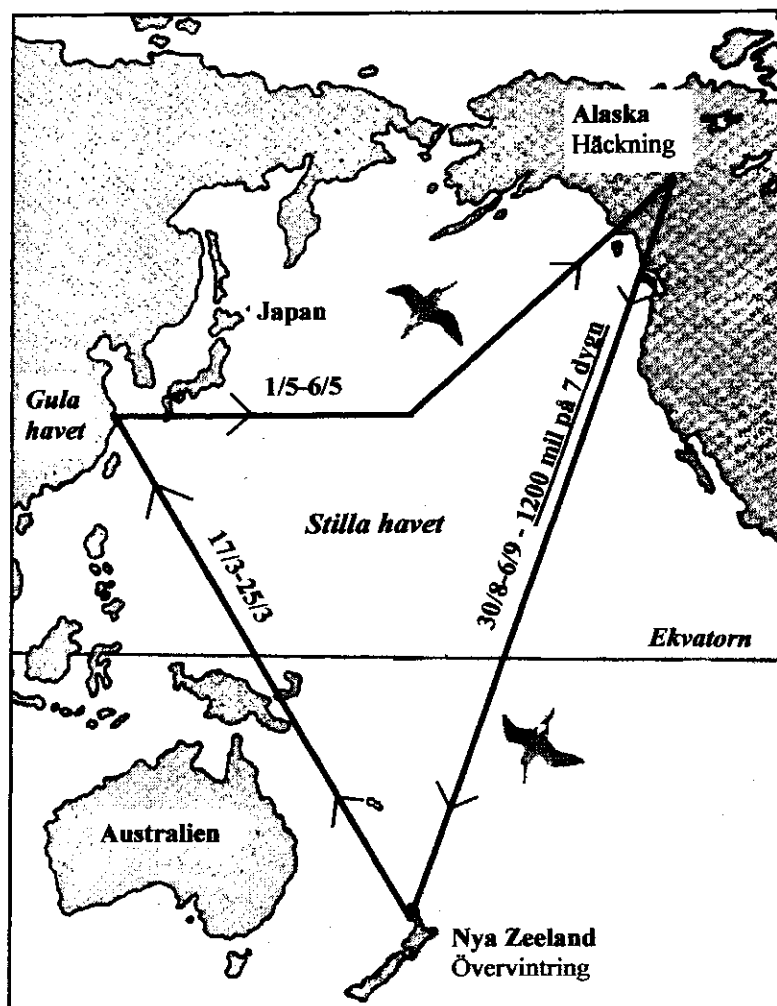 Alaska
Häckning
Japan
1/5-6/5
Gula
havet
Stilla havet
30/8-6/9 - 1200 mil på 7 dygn
17/3-25/3
Ekvatorn
Australien
Nya Zeeland
Övervintring